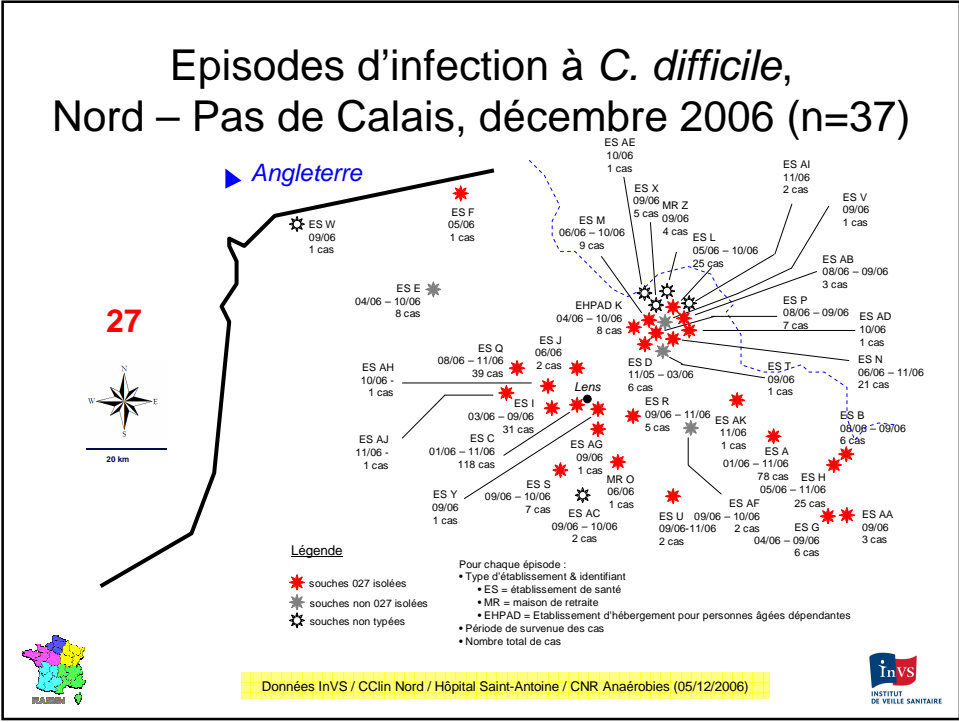 Episodes d’infection à C. difficile,
Nord – Pas de Calais, décembre 2006 (n=37)
Angleterre
ES W
09/06
1 cas
ES F
05/06
1 cas
ES E
04/06 – 10/06
8 cas
27
N
W
E
S
20 km
ES AE
10/06
1 cas
ES X
09/06
5 cas
MR Z
09/06
4 cas
ES M
06/06 – 10/06
9 cas
ES L
05/06 – 10/06
25 cas
ES AI
11/06
2 cas
ES V
09/06
1 cas
ES AB
08/06 – 09/06
3 cas
ES P
08/06 – 09/06
7 cas
ES AD
10/06
1 cas
ES N
06/06 – 11/06
21 cas
EHPAD K
04/06 – 10/06
8 cas
ES D
11/05 – 03/06
6 cas
ES T
09/06
1 cas
ES J
06/06
2 cas
ES Q
08/06 – 11/06
39 cas
ES AH
10/06 -
1 cas
Lens
ES I
03/06 – 09/06
31 cas
ES AJ
11/06 -
1 cas
ES C
01/06 – 11/06
118 cas
ES Y
09/06
1 cas
ES AG
09/06
1 cas
ES R
09/06 – 11/06
5 cas
ES AK
11/06
1 cas
ES B
08/06 – 09/06
6 cas
ES A
01/06 – 11/06
78 cas
ES H
05/06 – 11/06
25 cas
ES S
09/06 – 10/06
7 cas
MR O
06/06
1 cas
ES AC
09/06 – 10/06
2 cas
ES U
09/06-11/06
2 cas
ES AF
09/06 – 10/06
2 cas
ES G
04/06 – 09/06
6 cas
ES AA
09/06
3 cas
Légende
souches 027 isolées
souches non 027 isolées
souches non typées
Pour chaque épisode :
• Type d’établissement & identifiant
• ES = établissement de santé
• MR = maison de retraite
• EHPAD = Etablissement d’hébergement pour personnes âgées dépendantes
• Période de survenue des cas
• Nombre total de cas
RAISIN
Données InVS / CClin Nord / Hôpital Saint-Antoine / CNR Anaérobies (05/12/2006)
InVS
INSTITUT
DE VEILLE SANITAIRE